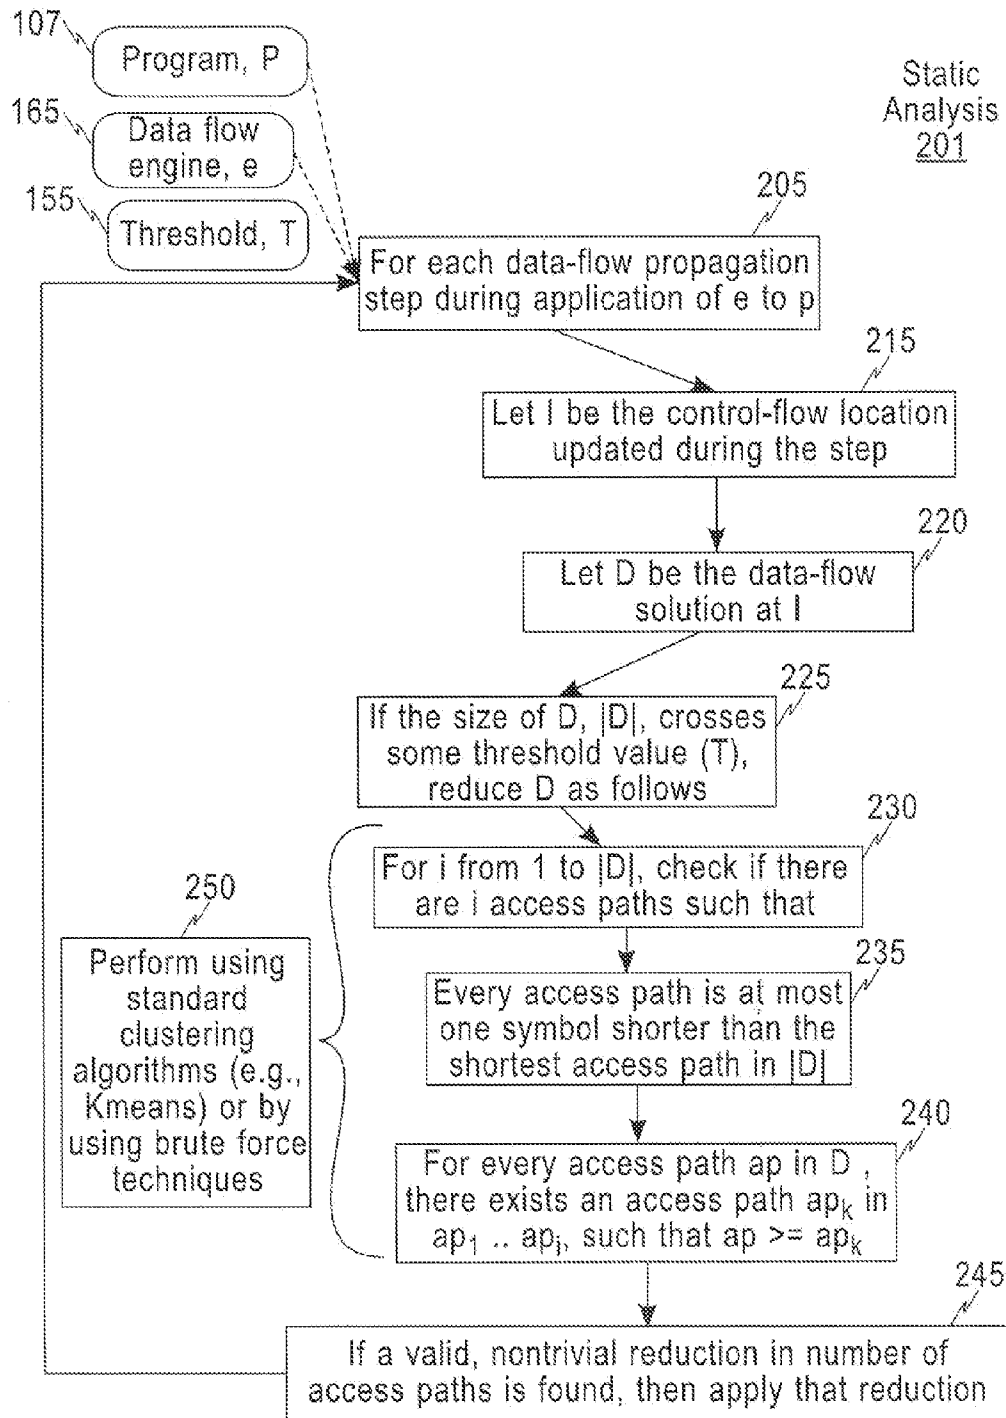 107
Program, P
165
Data flow
engine, e
155
Threshold, T
Static
Analysis
201
205
For each data-flow propagation
step during application of e to p
215
Let I be the control-flow location
updated during the step
220
Let D be the data-flow
solution at I
225
If the size of D, |D|, crosses
some threshold value (T),
reduce D as follows
230
For i from 1 to |D|, check if there
are i access paths such that
235
Every access path is at most
one symbol shorter than the
shortest access path in |D|
250
Perform using
standard
clustering
algorithms (e.g.,
Kmeans) or by
using brute force
techniques
240
For every access path ap in D ,
there exists an access path apk in
ap1 .. api, such that ap >= apk
245
If a valid, nontrivial reduction in number of
access paths is found, then apply that reduction